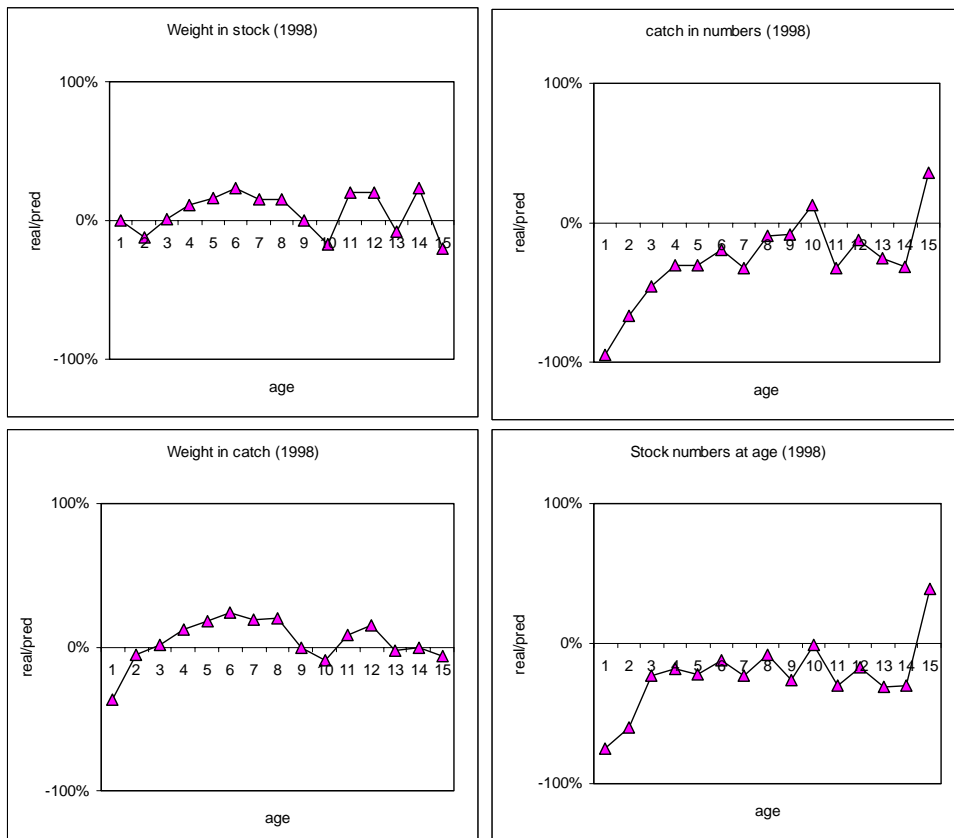 Weight in stock (1998)
100%
0%
-100%
real/pred
1 2 3 4 5 6 7 8 9 10 11 12 13 14 15
age
catch in numbers (1998)
100%
0%
-100%
real/pred
1 2 3 4 5 6 7 8 9 10 11 12 13 14 15
age
Weight in catch (1998)
100%
0%
-100%
real/pred
1 2 3 4 5 6 7 8 9 10 11 12 13 14 15
age
Stock numbers at age (1998)
100%
0%
-100%
real/pred
1 2 3 4 5 6 7 8 9 10 11 12 13 14 15
age